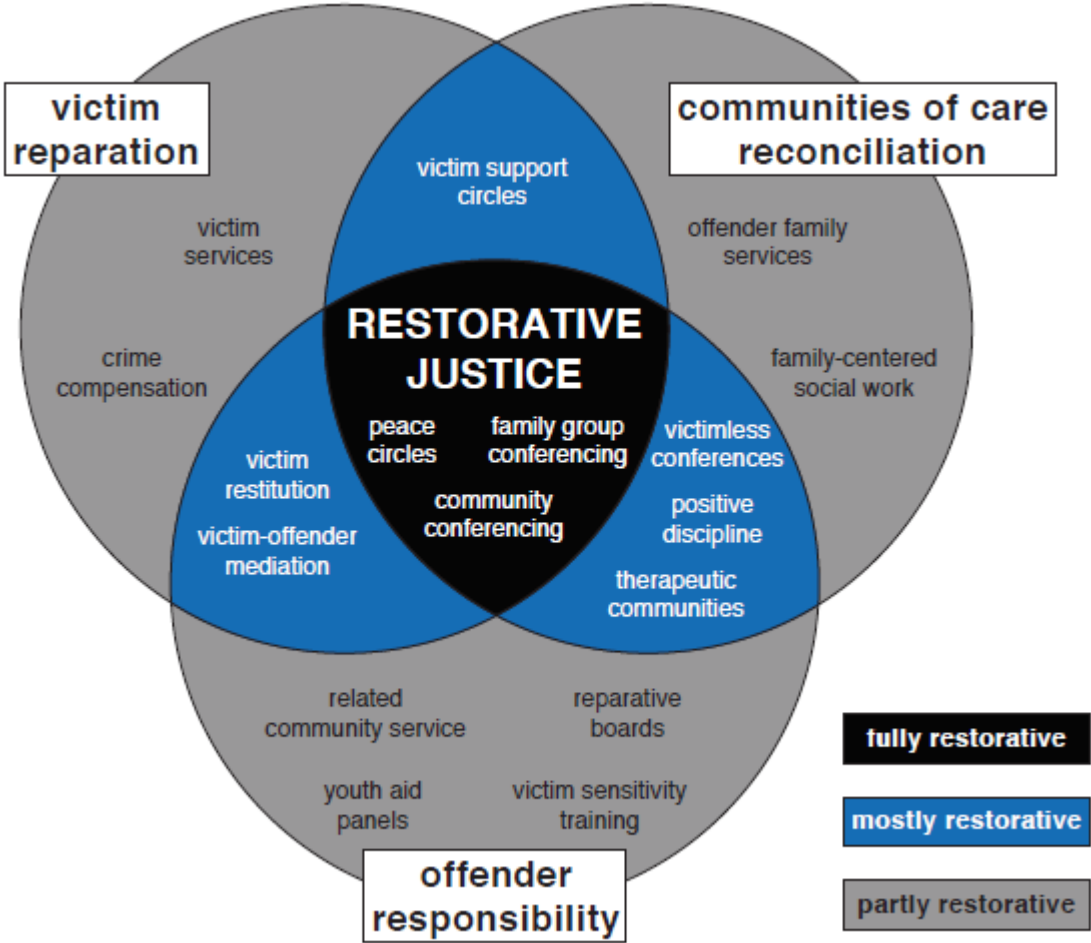 victim
reparation
communities of care
reconciliation
victim support
circles
victim
services
offender family
services
RESTORATIVE
JUSTICE
crime
compensation
family-centered
social work
peace
circles
family group
conferencing
victimless
conferences
victim
restitution
community
conferencing
positive
discipline
victim-offender
mediation
therapeutic
communities
related
community service
reparative
boards
youth aid
panels
victim sensitivity
training
offender
responsibility
fully restorative
mostly restorative
partly restorative